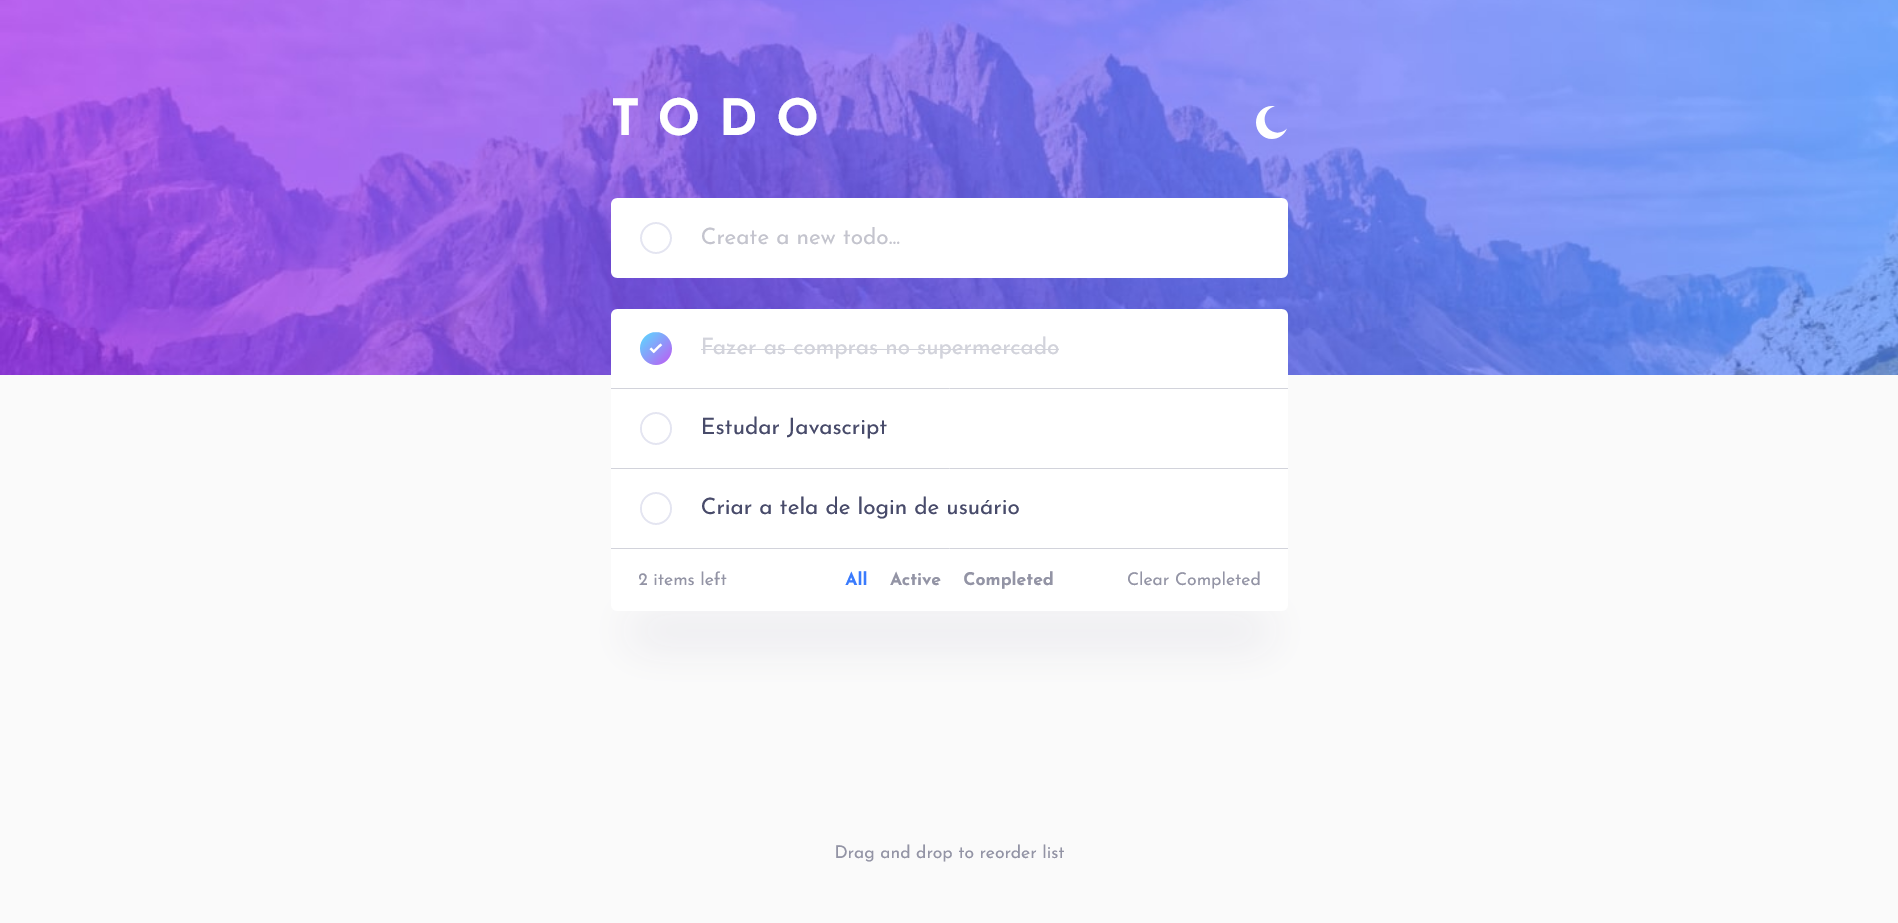 TODO
Create a new todo...
Fazer as compras no supermercado
Estudar Javascript
Criar a tela de login de usuário
2 items left All Active Completed Clear Completed
Drag and drop to reorder list